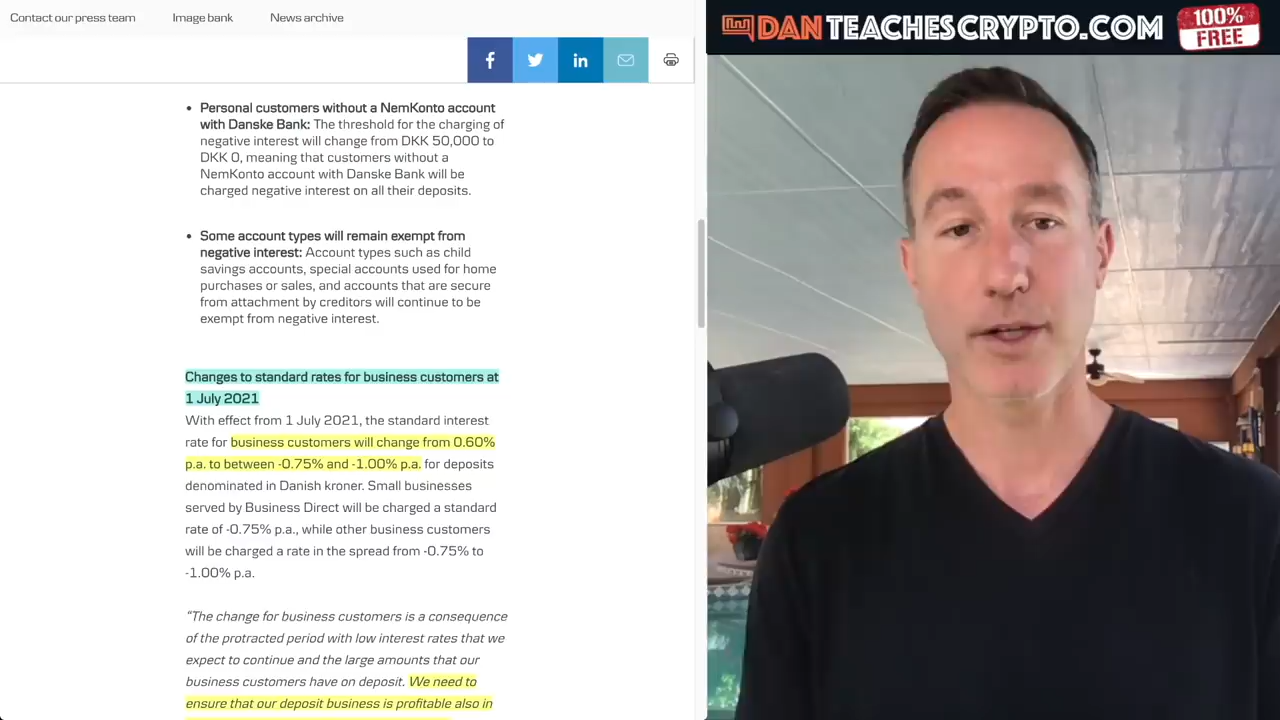 Contact our press team
Image bank
News archive
DANTEACHESCRYPTO.COM
100%
FREE
• Personal customers without a NemKonto account
with Danske Bank: The threshold for the charging of
negative interest will change from DKK 50,000 to
DKK 0, meaning that customers without a
NemKonto account with Danske Bank will be
charged negative interest on all their deposits.
• Some account types will remain exempt from
negative interest: Account types such as child
savings accounts, special accounts used for home
purchases or sales, and accounts that are secure
from attachment by creditors will continue to be
exempt from negative interest.
Changes to standard rates for business customers at
1 July 2021
With effect from 1 July 2021, the standard interest
rate for business customers will change from 0.60%
p.a. to between -0.75% and -1.00% p.a. for deposits
denominated in Danish kroner. Small businesses
served by Business Direct will be charged a standard
rate of -0.75% p.a., while other business customers
will be charged a rate in the spread from -0.75% to
-1.00% p.a.
“The change for business customers is a consequence
of the protracted period with low interest rates that we
expect to continue and the large amounts that our
business customers have on deposit. We need to
ensure that our deposit business is profitable also in